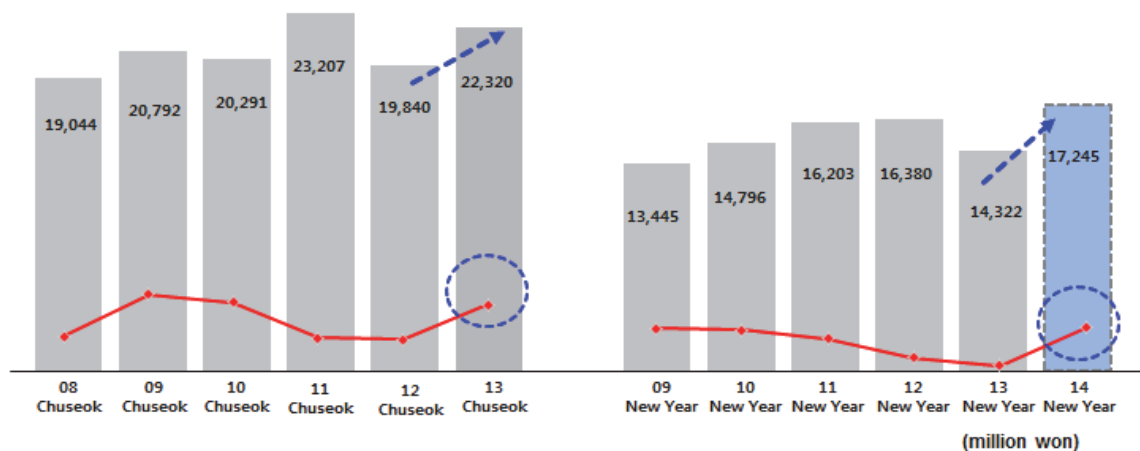 19,044
20,792
20,291
23,207
19,840
22,320
08
Chuseok
09
Chuseok
10
Chuseok
11
Chuseok
12
Chuseok
13
Chuseok
13,445
14,796
16,203
16,380
14,322
17,245
09
New Year
10
New Year
11
New Year
12
New Year
13
New Year
14
New Year
(million won)